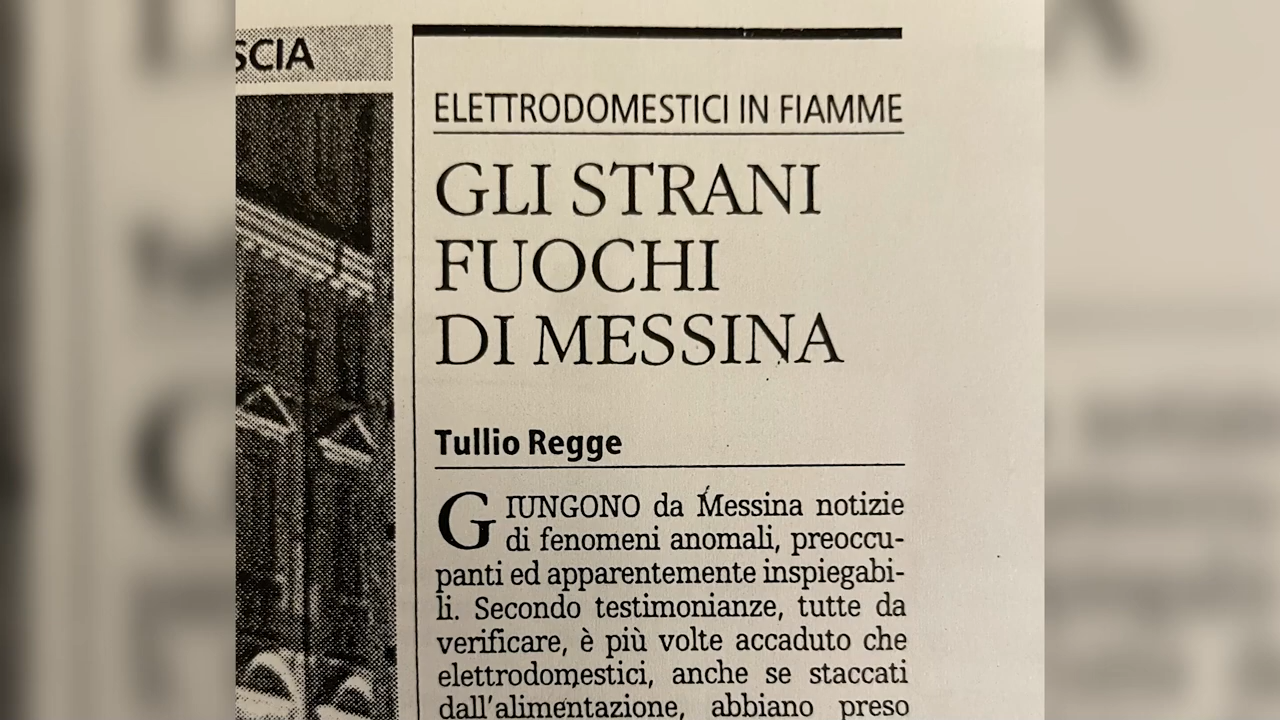 SCIA
ELETTRODOMESTICI IN FIAMME
GLI STRANI
FUOCHI
DI MESSINA
Tullio Regge
GIUNGONO da Messina notizie
di fenomeni anomali, preoccu-
panti ed apparentemente inspiegabi-
li. Secondo testimonianze, tutte da
verificare, è più volte accaduto che
elettrodomestici, anche se staccati
dall'alimentazione, abbiano preso